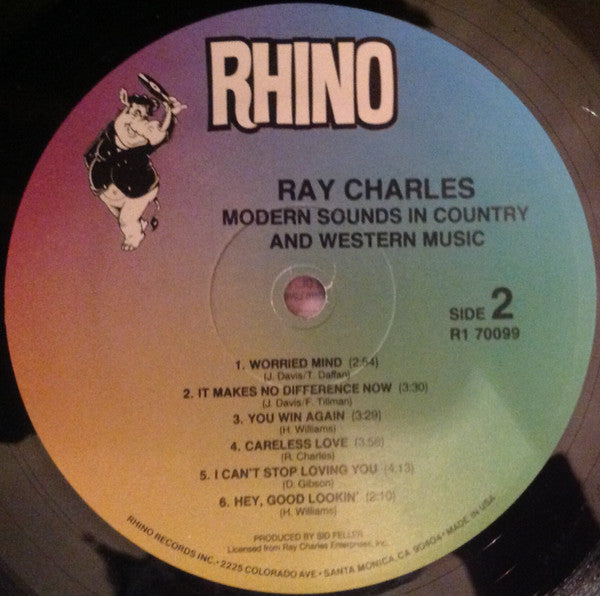 RHINO
RAY CHARLES
MODERN SOUNDS IN COUNTRY
AND WESTERN MUSIC
SIDE 2
R1 70099
1. WORRIED MIND (2:54)
(J. Davis/T. Daffan)
2. IT MAKES NO DIFFERENCE NOW (3:30)
(J. Davis/F. Tillman)
3. YOU WIN AGAIN (3:29)
(H. Williams)
4. CARELESS LOVE (3:56)
(R. Charles)
5. I CAN'T STOP LOVING YOU (4:13)
(D. Gibson)
6. HEY, GOOD LOOKIN' (2:10)
(H. Williams)
PRODUCED BY SID FELLER
Licensed from Ray Charles Enterprises, Inc.
RHINO RECORDS INC. • 2225 COLORADO AVE • SANTA MONICA, CA 90404 • MADE IN USA